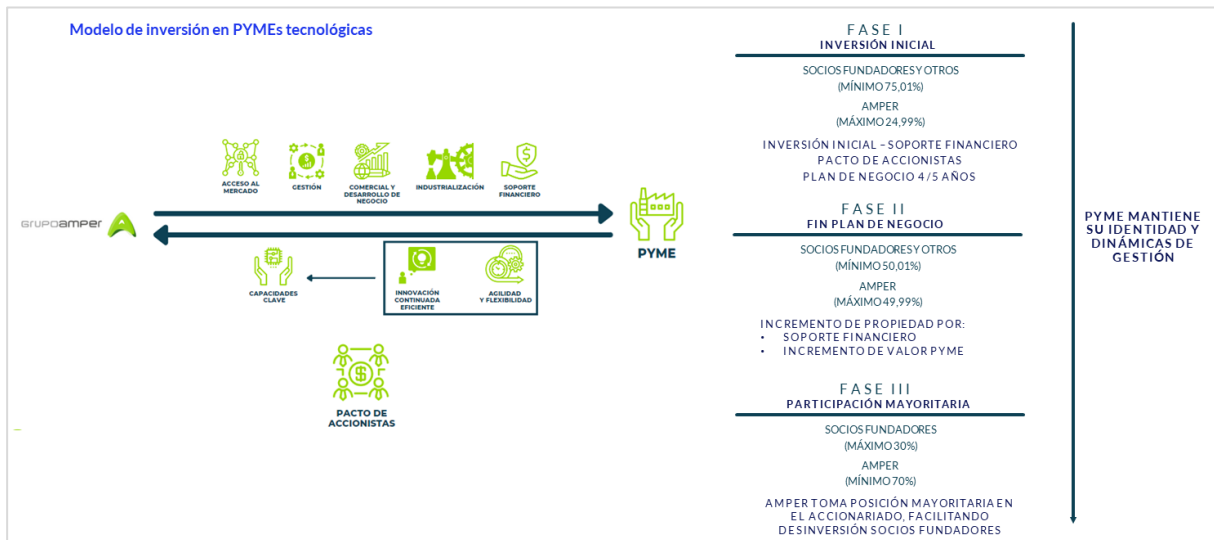 Modelo de inversión en PYMEs tecnológicas
ACCESO AL
MERCADO
GESTIÓN
COMERCIAL Y
DESARROLLO DE
NEGOCIO
INDUSTRIALIZACIÓN
SOPORTE
FINANCIERO
GRUPOamper
PYME
CAPACIDADES
CLAVE
INNOVACIÓN
CONTINUADA
EFICIENTE
AGILIDAD
Y FLEXIBILIDAD
PACTO DE
ACCIONISTAS
FASE I
INVERSIÓN INICIAL
SOCIOS FUNDADORES Y OTROS
(MÍNIMO 75,01%)
AMPER
(MÁXIMO 24,99%)
INVERSIÓN INICIAL – SOPORTE FINANCIERO
PACTO DE ACCIONISTAS
PLAN DE NEGOCIO 4 / 5 AÑOS
FASE II
FIN PLAN DE NEGOCIO
SOCIOS FUNDADORES Y OTROS
(MÍNIMO 50,01%)
AMPER
(MÁXIMO 49,99%)
INCREMENTO DE PROPIEDAD POR:
• SOPORTE FINANCIERO
• INCREMENTO DE VALOR PYME
FASE III
PARTICIPACIÓN MAYORITARIA
SOCIOS FUNDADORES
(MÁXIMO 30%)
AMPER
(MÍNIMO 70%)
AMPER TOMA POSICIÓN MAYORITARIA EN
EL ACCIONARIADO, FACILITANDO
DESINVERSIÓN SOCIOS FUNDADORES
PYME MANTIENE
SU IDENTIDAD Y
DINÁMICAS DE
GESTIÓN